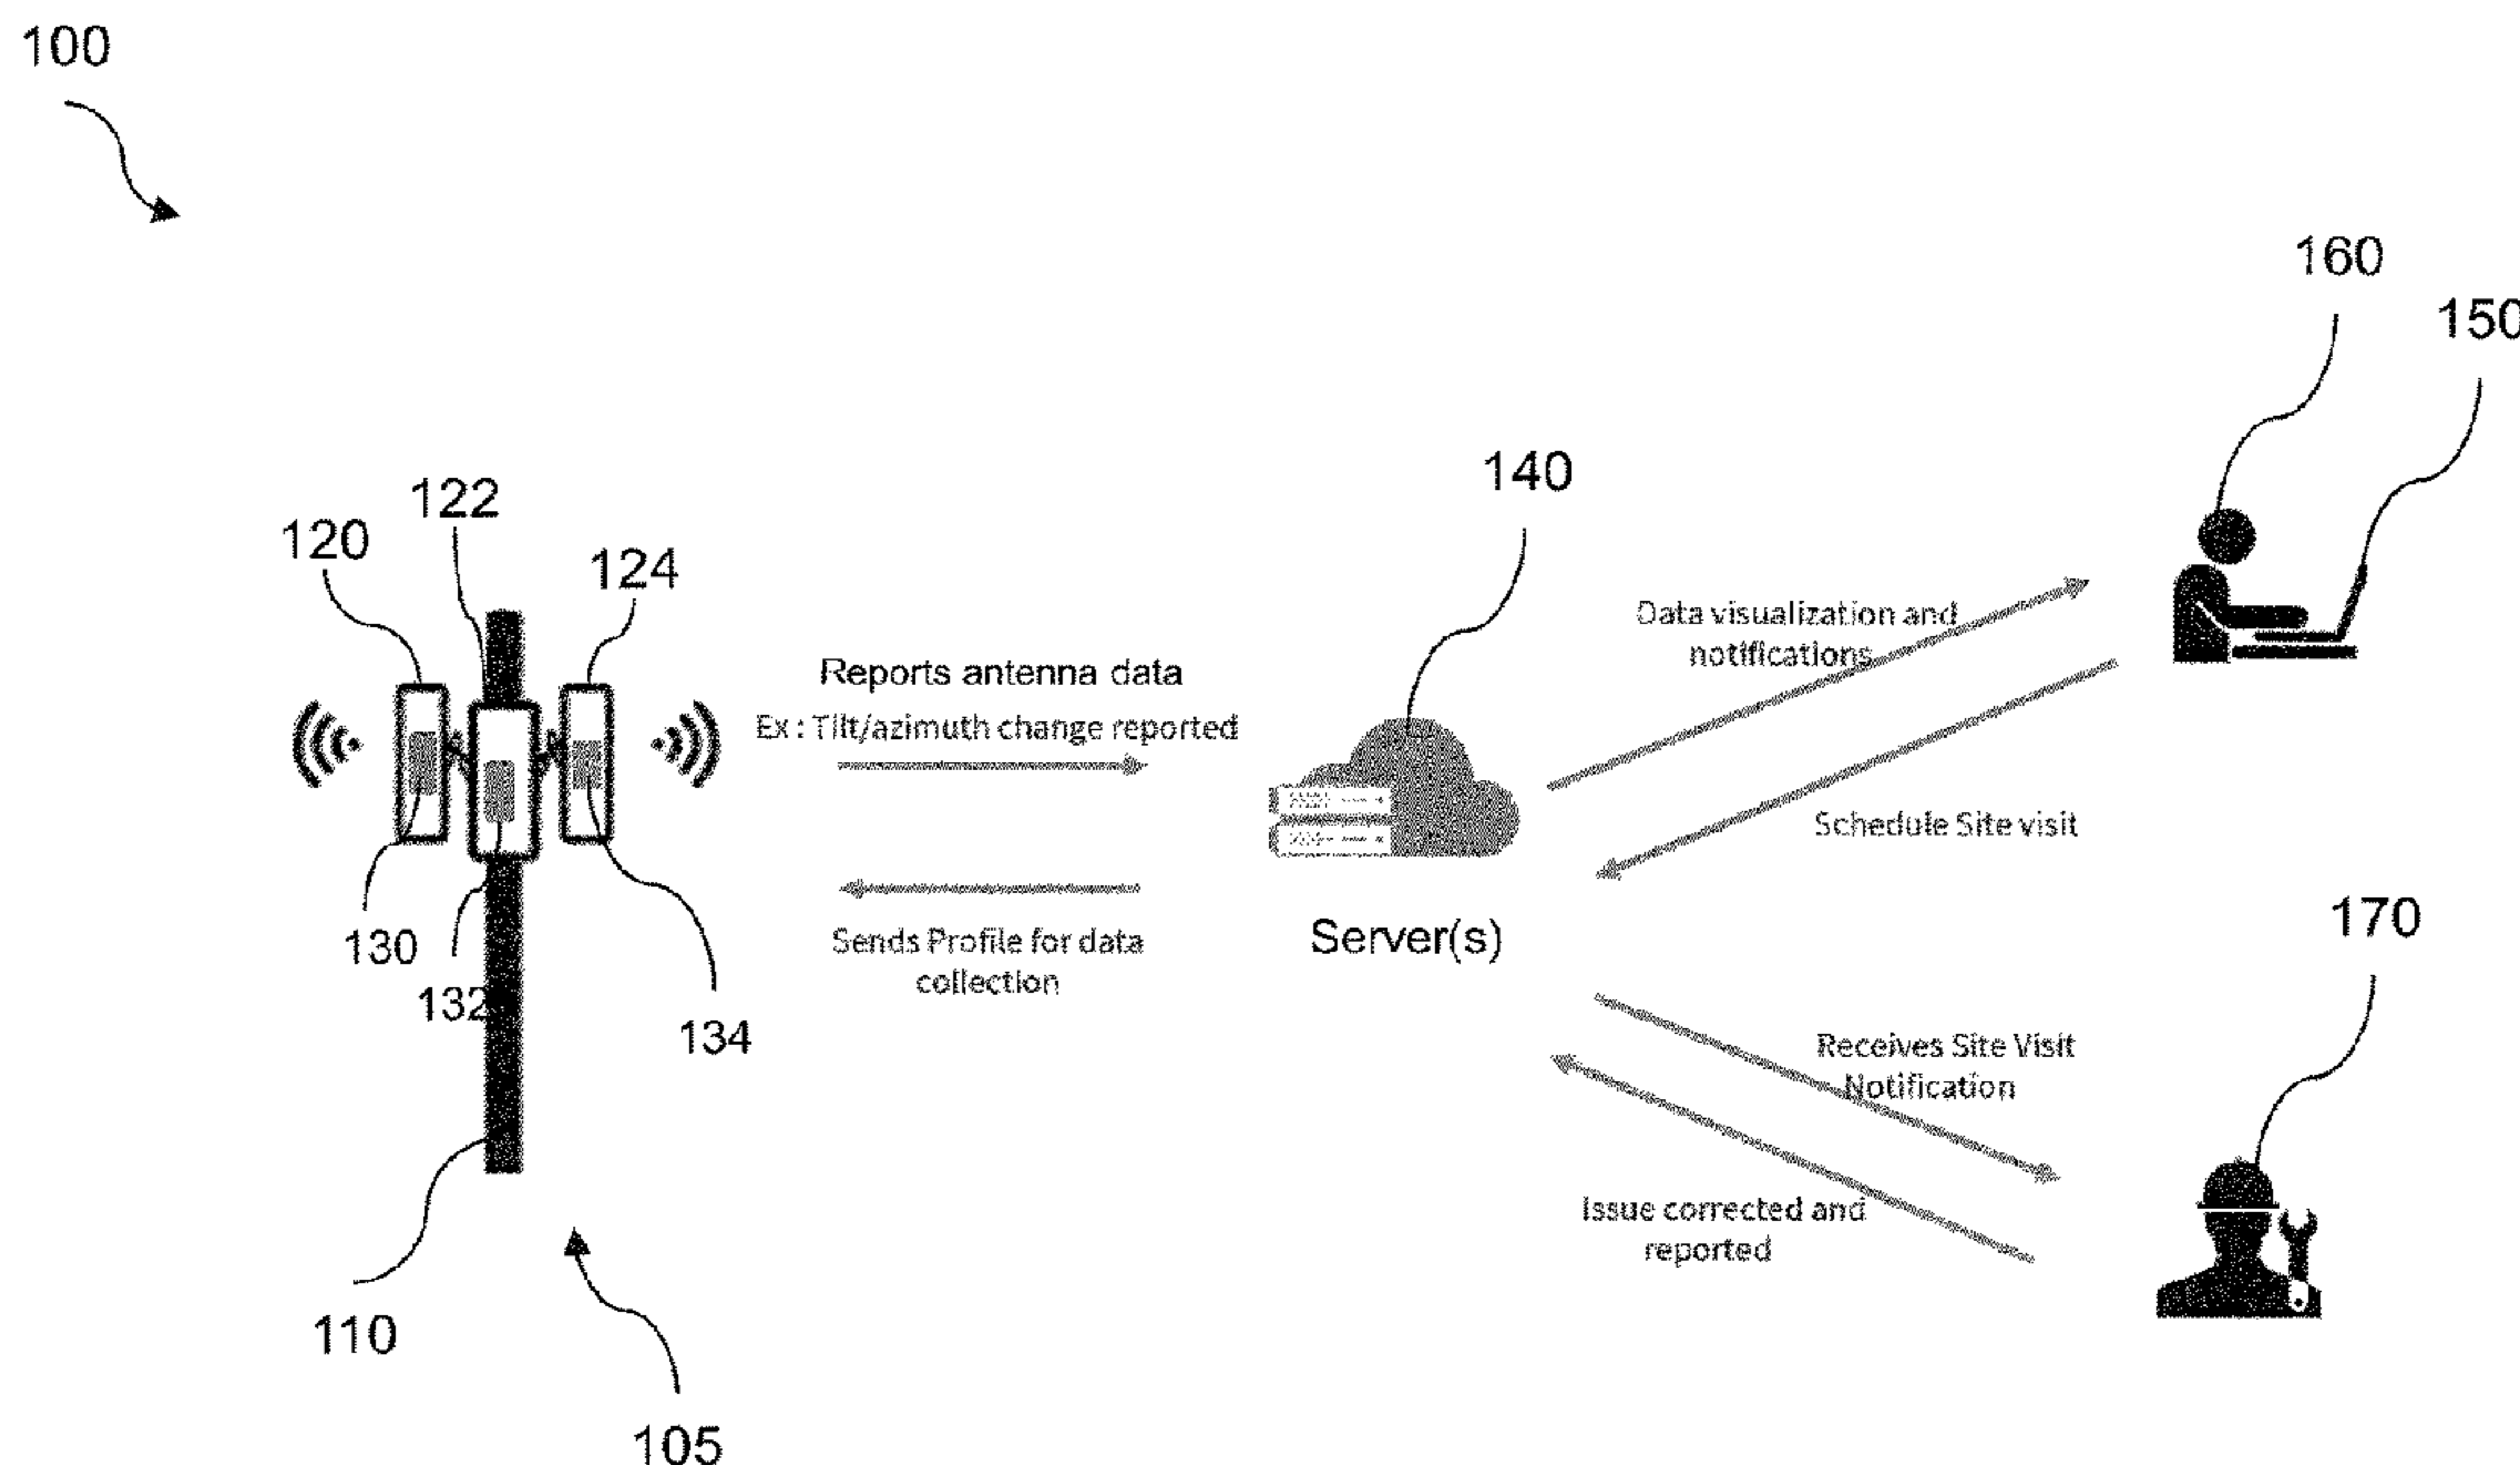 100
160
150
140
122
120
124
Reports antenna data
Ex : Tilt/azimuth change reported
Data visualization and
notifications
Schedule Site visit
130
132
134
Sends Profile for data
collection
Server(s)
170
Receives Site Visit
Notification
Issue corrected and
reported
110
105